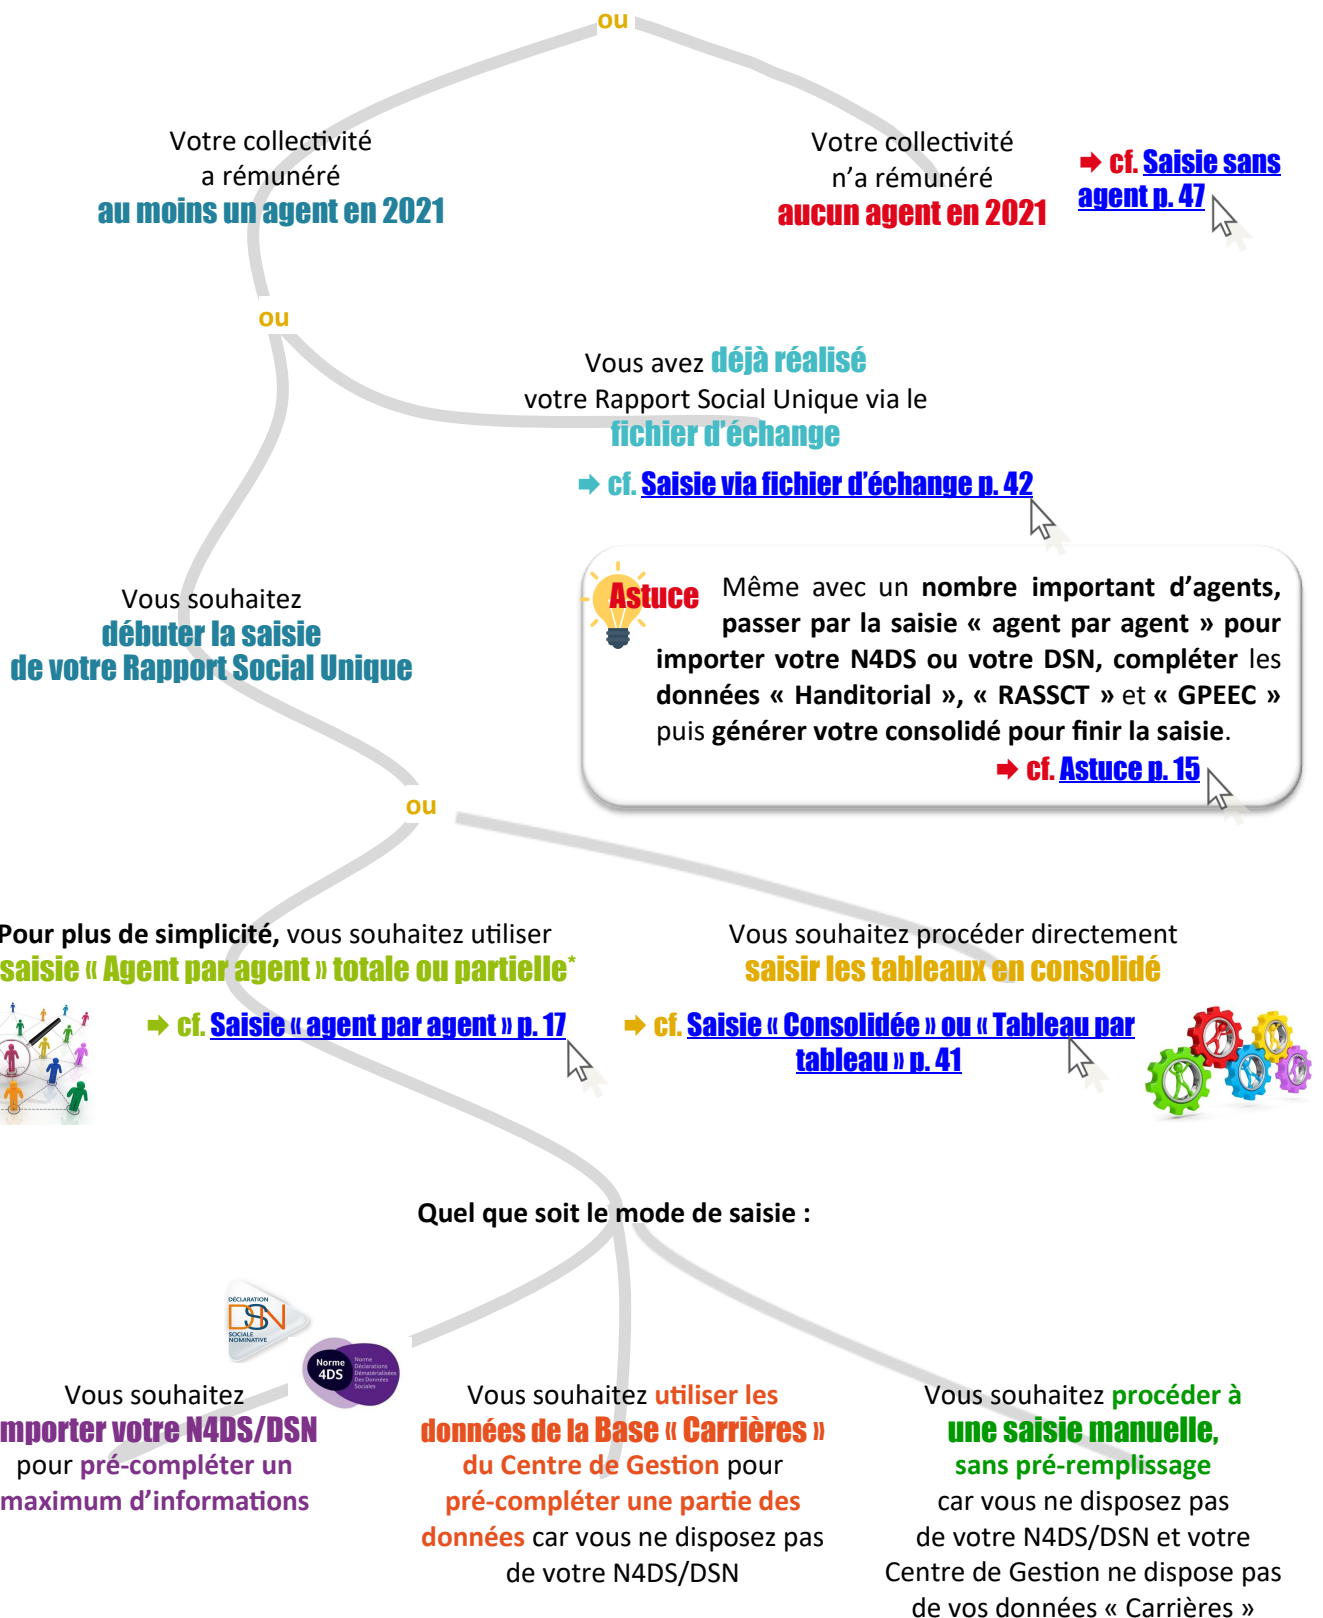 ou
Votre collectivité
a rémunéré
au moins un agent en 2021
Votre collectivité
n'a rémunéré
aucun agent en 2021
➡ cf. Saisie sans
agent p. 47
ou
Vous avez déjà réalisé
votre Rapport Social Unique via le
fichier d'échange
➡ cf. Saisie via fichier d'échange p. 42
Vous souhaitez
débuter la saisie
de votre Rapport Social Unique
Astuce Même avec un nombre important d'agents,
passer par la saisie « agent par agent » pour
importer votre N4DS ou votre DSN, compléter les
données « Handitorial », « RASSCT » et « GPEEC »
puis générer votre consolidé pour finir la saisie.
➡ cf. Astuce p. 15
ou
Pour plus de simplicité, vous souhaitez utiliser
saisie « Agent par agent » totale ou partielle*
➡ cf. Saisie « agent par agent » p. 17
Vous souhaitez procéder directement
saisir les tableaux en consolidé
➡ cf. Saisie « Consolidée » ou « Tableau par
tableau » p. 41
Quel que soit le mode de saisie :
DÉCLARATION
DSN
SOCIALE
NOMINATIVE
Norme
4DS
Norme
Déclarations
Dématérialisées
Des Données
Sociales
Vous souhaitez
mporter votre N4DS/DSN
pour pré-compléter un
maximum d'informations
Vous souhaitez utiliser les
données de la Base « Carrières »
du Centre de Gestion pour
pré-compléter une partie des
données car vous ne disposez pas
de votre N4DS/DSN
Vous souhaitez procéder à
une saisie manuelle,
sans pré-remplissage
car vous ne disposez pas
de votre N4DS/DSN et votre
Centre de Gestion ne dispose pas
de vos données « Carrières »